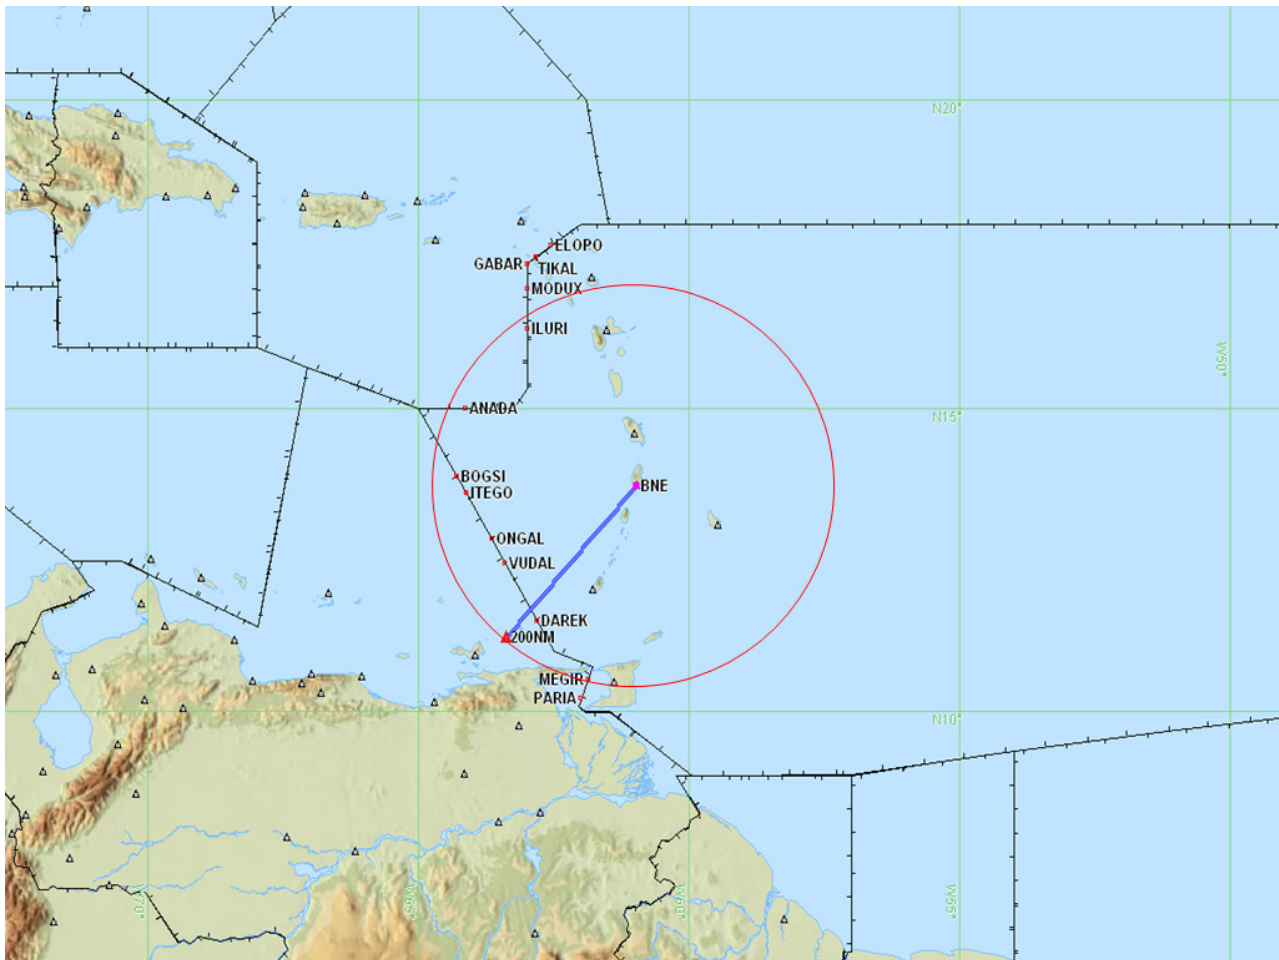 N20°
ELOPO
GABAR
TIKAL
MODUX
ILURI
W50°
ANADA
N15°
BOGSI
ITEGO
BNE
ONGAL
VUDAL
DAREK
200NM
MEGIR
PARIA
N10°
W70°
W65°
W60°
W55°